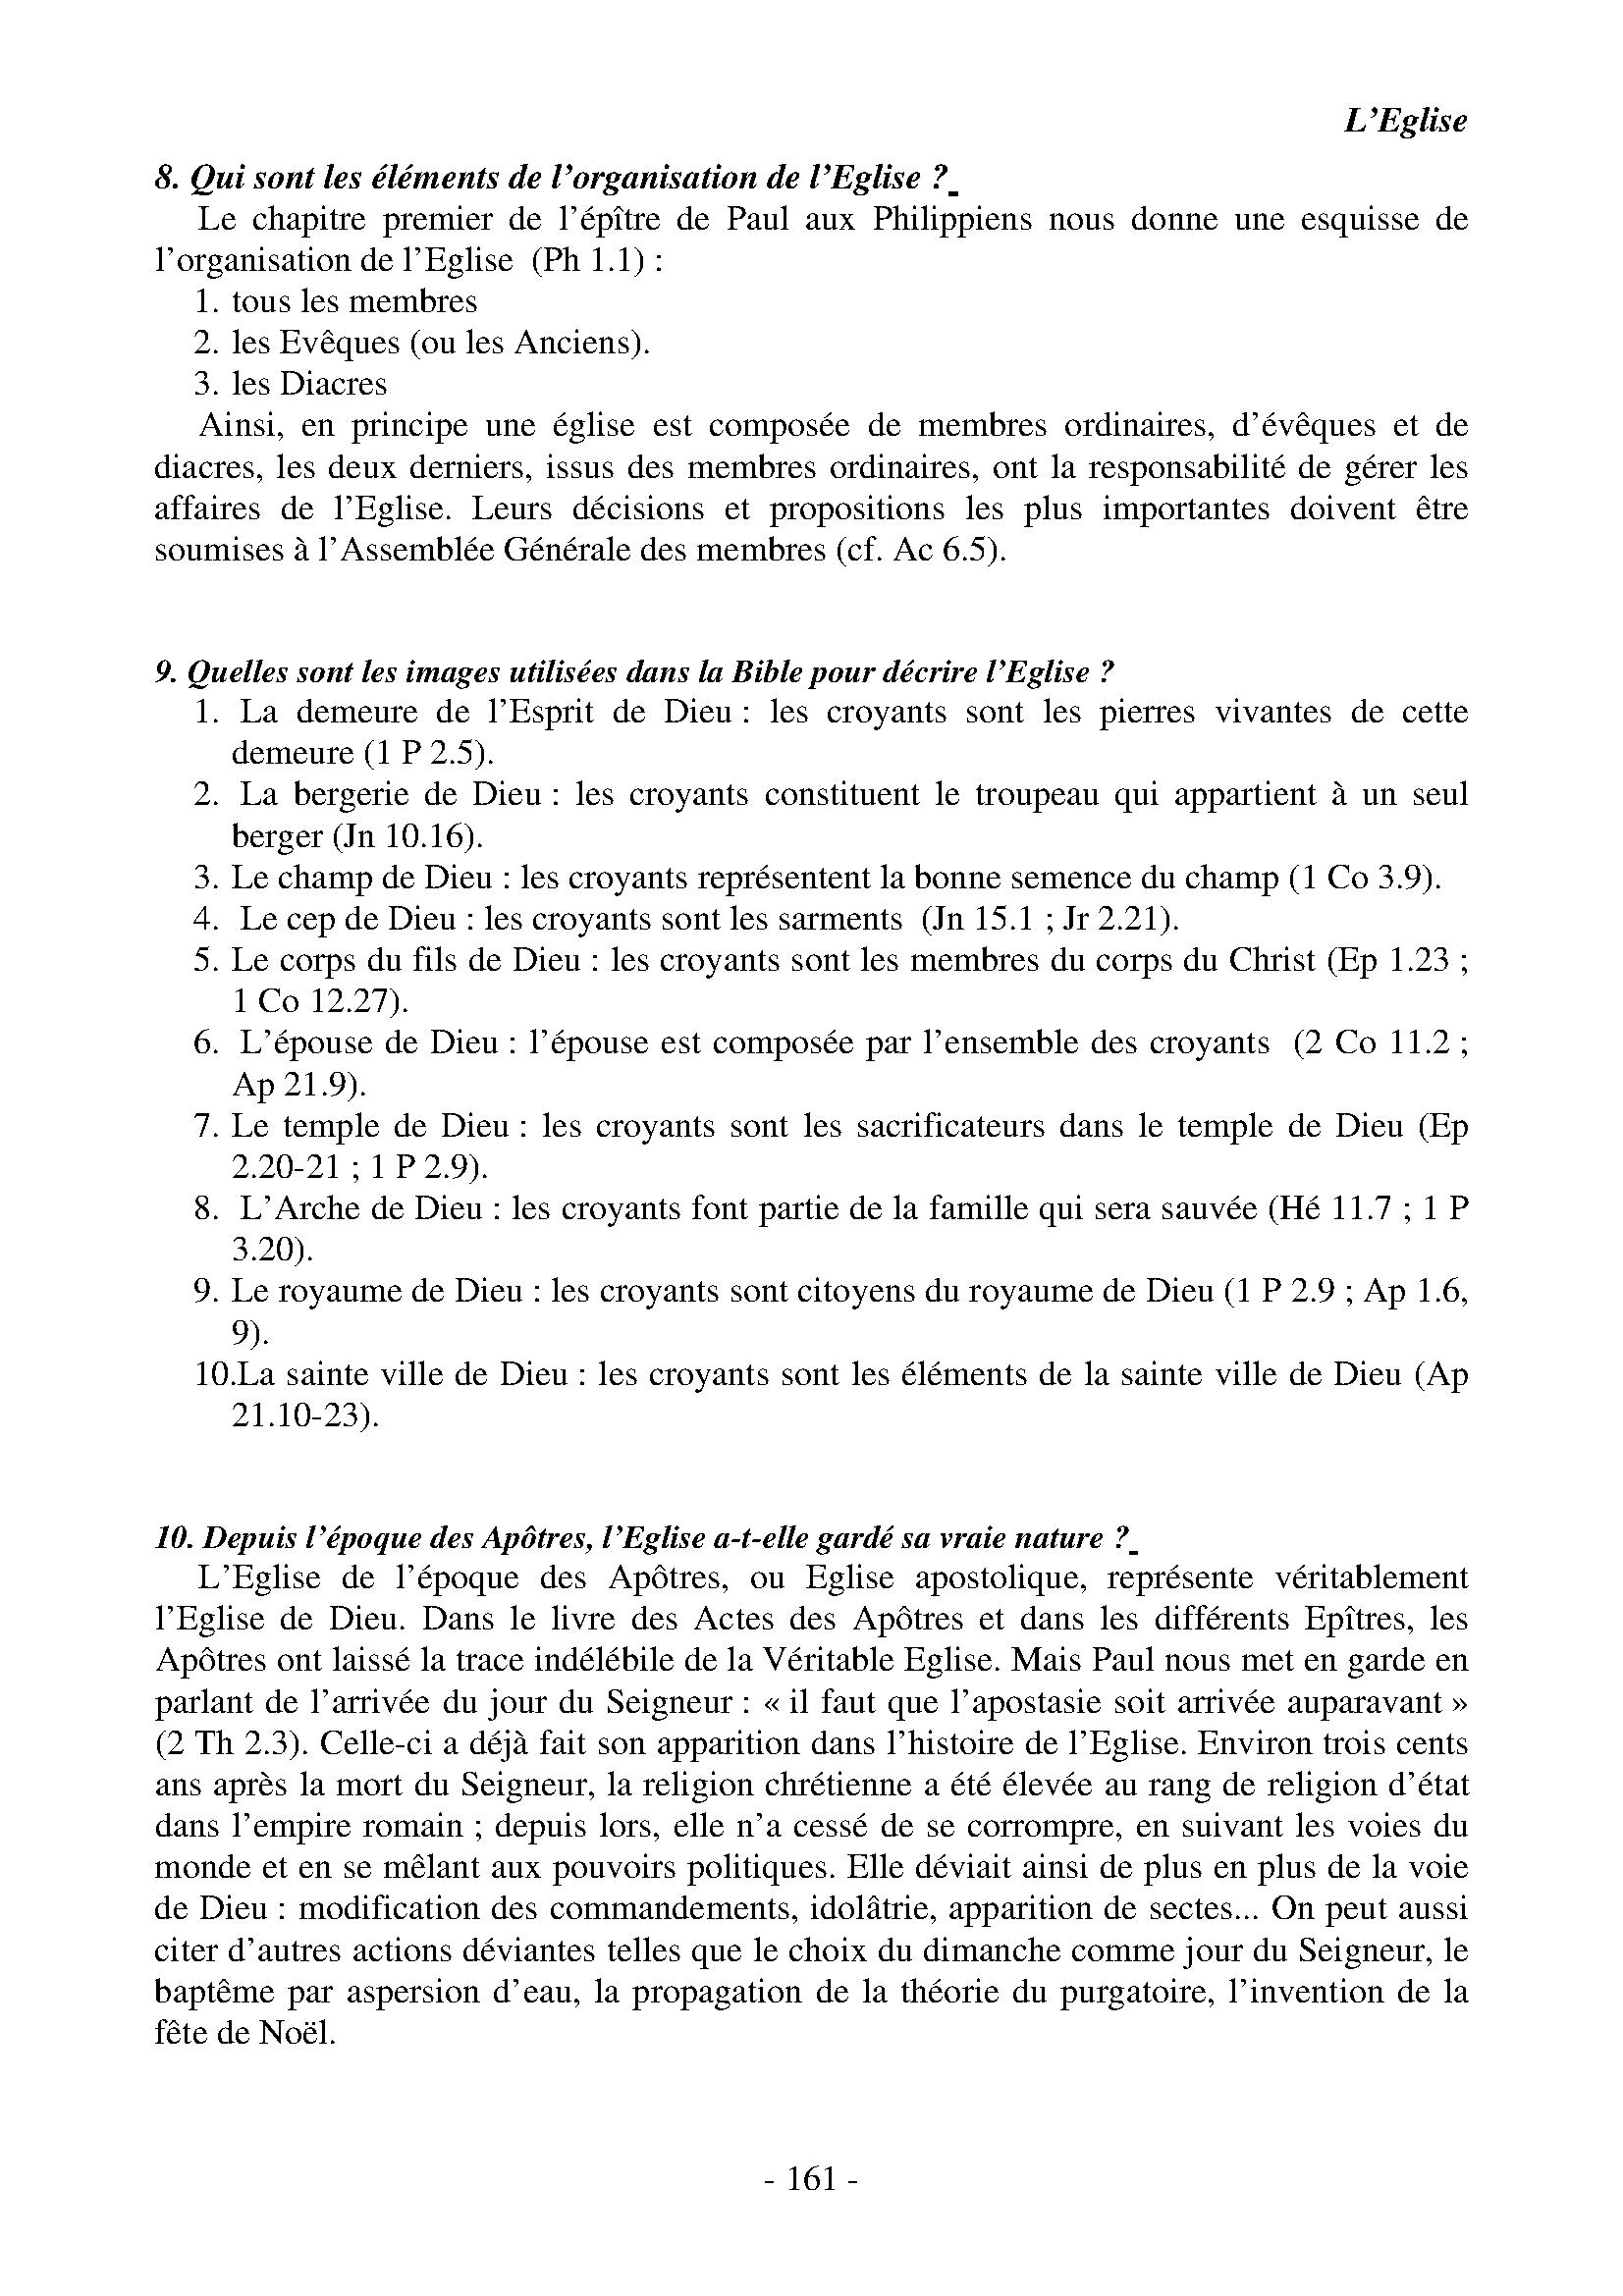 L’Eglise
8. Qui sont les éléments de l’organisation de l’Eglise ?
Le chapitre premier de l’épître de Paul aux Philippiens nous donne une esquisse de
l’organisation de l’Eglise  (Ph 1.1) :
1. tous les membres
2. les Evêques (ou les Anciens).
3. les Diacres
Ainsi, en principe une église est composée de membres ordinaires, d’évêques et de
diacres, les deux derniers, issus des membres ordinaires, ont la responsabilité de gérer les
affaires de l’Eglise. Leurs décisions et propositions les plus importantes doivent être
soumises à l’Assemblée Générale des membres (cf. Ac 6.5).
9. Quelles sont les images utilisées dans la Bible pour décrire l’Eglise ?
1. La demeure de l’Esprit de Dieu : les croyants sont les pierres vivantes de cette
demeure (1 P 2.5).
2. La bergerie de Dieu : les croyants constituent le troupeau qui appartient à un seul
berger (Jn 10.16).
3. Le champ de Dieu : les croyants représentent la bonne semence du champ (1 Co 3.9).
4. Le cep de Dieu : les croyants sont les sarments  (Jn 15.1 ; Jr 2.21).
5. Le corps du fils de Dieu : les croyants sont les membres du corps du Christ (Ep 1.23 ;
1 Co 12.27).
6. L’épouse de Dieu : l’épouse est composée par l’ensemble des croyants  (2 Co 11.2 ;
Ap 21.9).
7. Le temple de Dieu : les croyants sont les sacrificateurs dans le temple de Dieu (Ep
2.20-21 ; 1 P 2.9).
8. L’Arche de Dieu : les croyants font partie de la famille qui sera sauvée (Hé 11.7 ; 1 P
3.20).
9. Le royaume de Dieu : les croyants sont citoyens du royaume de Dieu (1 P 2.9 ; Ap 1.6,
9).
10.La sainte ville de Dieu : les croyants sont les éléments de la sainte ville de Dieu (Ap
21.10-23).
10. Depuis l’époque des Apôtres, l’Eglise a-t-elle gardé sa vraie nature ?
L’Eglise de l’époque des Apôtres, ou Eglise apostolique, représente véritablement
l’Eglise de Dieu. Dans le livre des Actes des Apôtres et dans les différents Epîtres, les
Apôtres ont laissé la trace indélébile de la Véritable Eglise. Mais Paul nous met en garde en
parlant de l’arrivée du jour du Seigneur : « il faut que l’apostasie soit arrivée auparavant »
(2 Th 2.3). Celle-ci a déjà fait son apparition dans l’histoire de l’Eglise. Environ trois cents
ans après la mort du Seigneur, la religion chrétienne a été élevée au rang de religion d’état
dans l’empire romain ; depuis lors, elle n’a cessé de se corrompre, en suivant les voies du
monde et en se mêlant aux pouvoirs politiques. Elle déviait ainsi de plus en plus de la voie
de Dieu : modification des commandements, idolâtrie, apparition de sectes... On peut aussi
citer d’autres actions déviantes telles que le choix du dimanche comme jour du Seigneur, le
baptême par aspersion d’eau, la propagation de la théorie du purgatoire, l’invention de la
fête de Noël.
- 161 -